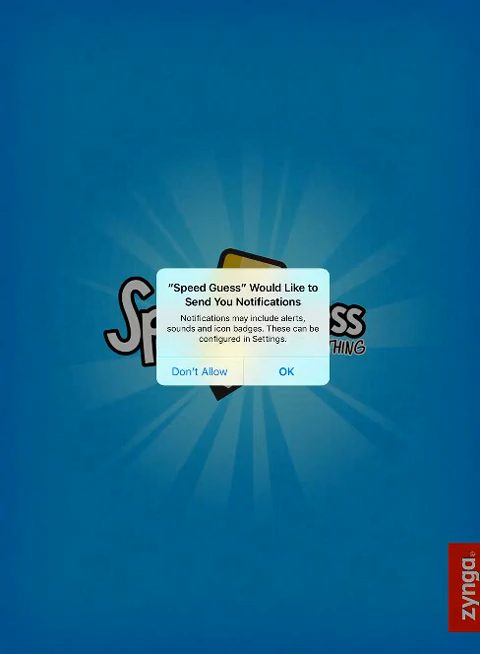 "Speed Guess" Would Like to
Send You Notifications
Notifications may include alerts,
sounds and icon badges. These can be
configured in Settings.
Don't Allow
OK
zynga®